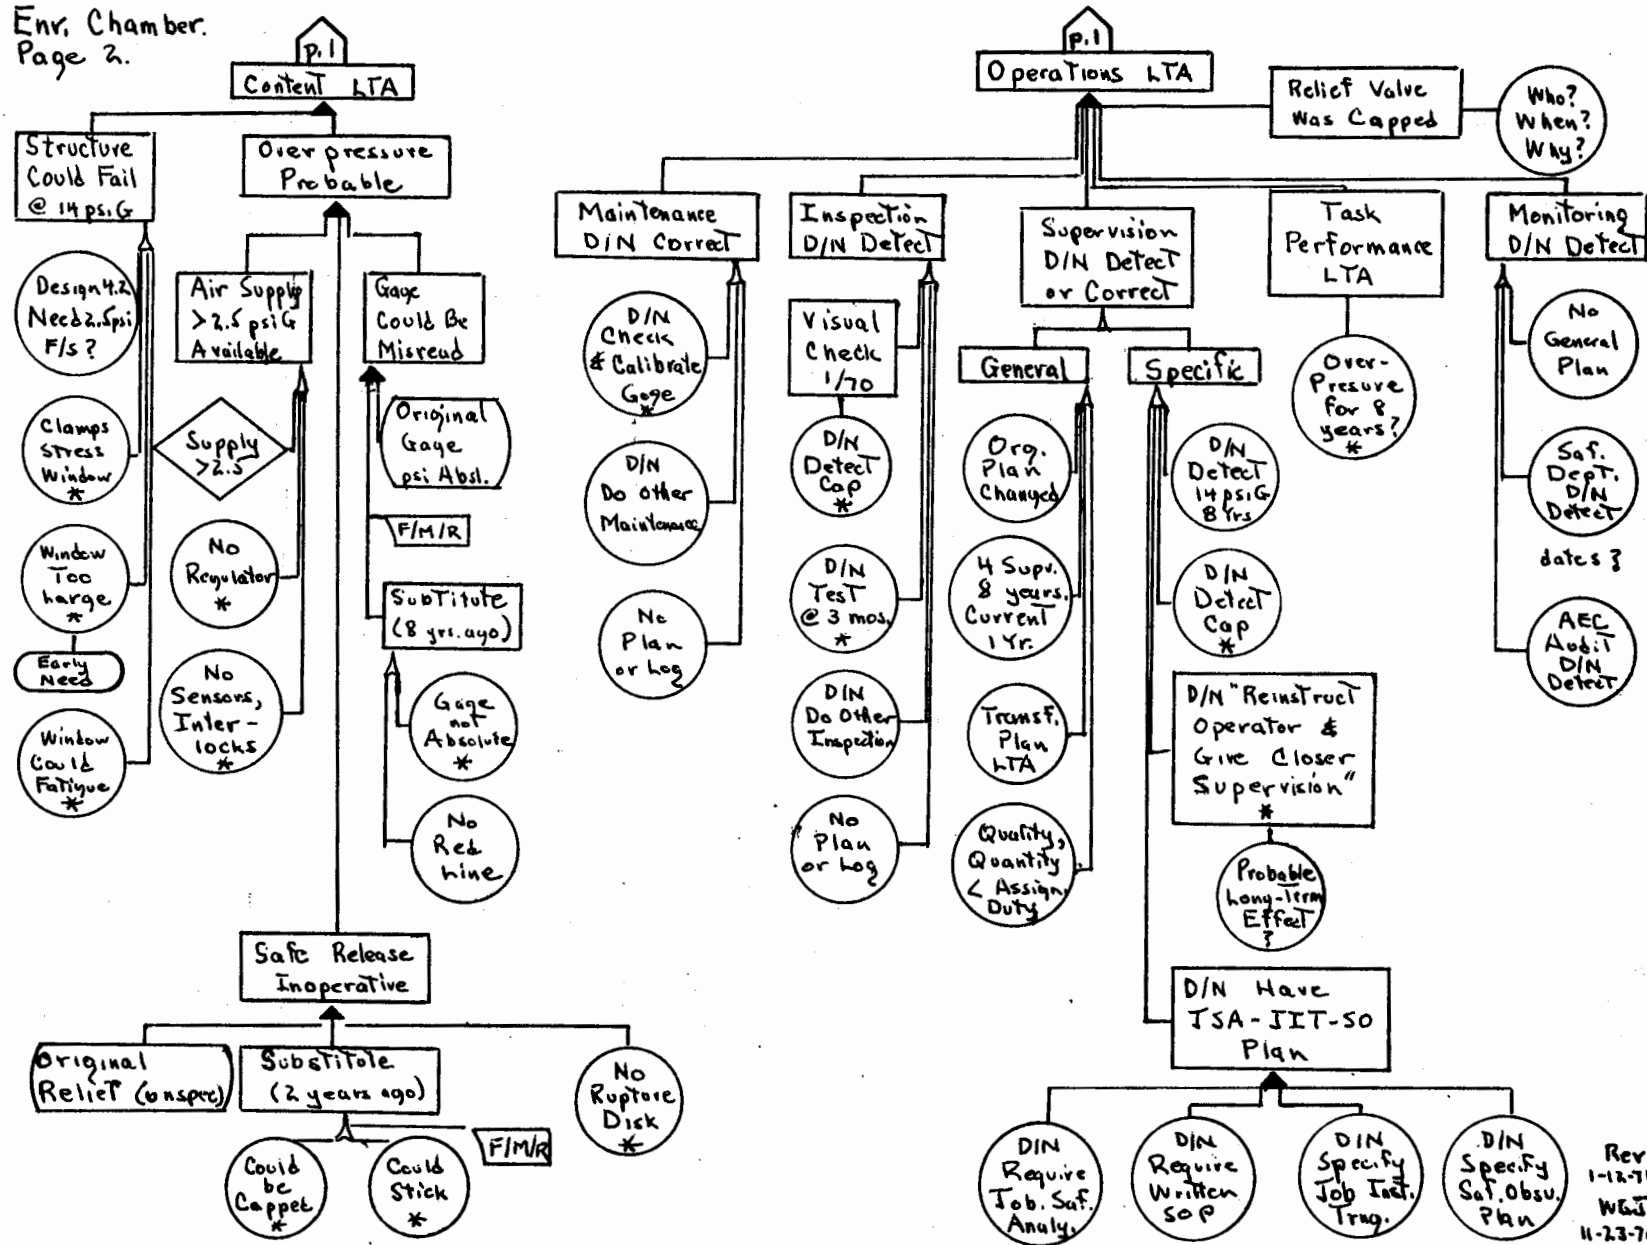 Enr. Chamber.
Page 2.
p.1
Content LTA
Structure
Could Fail
@ 14 psiG
Over pressure
Probable
Design 4.2
Need 2.5psi
F/s ?
Clamps
Stress
Window
*
Window
Too
Large
*
Early
Need
Window
Could
Fatigue
*
Air Supply
> 2.5 psiG
Available
Supply
>2.5
No
Regulator
*
No
Sensors,
Inter-
locks
*
Gage
Could Be
Misread
Original
Gage
psi Absl.
F/M/R
Subtitute
(8 yrs. ago)
Gage
not
Absolute
*
No
Red
Line
Safe Release
Inoperative
Original
Relief (unspec)
Substitute
(2 years ago)
Could
be
Capped
*
Could
Stick
*
F/M/R
No
Rupture
Disk
*
p.1
Operations LTA
Relief Value
Was Capped
Who?
When?
Why?
Maintenance
D/N Correct
D/N
Check
& Calibrate
Gage
*
D/N
Do Other
Maintenance
No
Plan
or Log
Inspection
D/N Detect
Visual
Check
1/70
D/N
Detect
Cap
*
D/N
Test
@ 3 mos.
*
D/N
Do Other
Inspection
No
Plan
or Log
Supervision
D/N Detect
or Correct
General
Org.
Plan
Changed
4 Supv.
8 years.
Current
1 Yr.
Transf.
Plan
LTA
Quality,
Quantity
< Assign.
Duty
Specific
D/N
Detect
14 psiG
8 Yrs
D/N
Detect
Cap
*
D/N "Reinstruct
Operator &
Give Closer
Supervision"
*
Probable
Long-Term
Effect
?
D/N Have
JSA-JIT-SO
Plan
D/N
Require
Job. Saf.
Analy.
D/N
Require
Written
SOP
D/N
Specify
Job Inst.
Trng.
D/N
Specify
Saf. Obsv.
Plan
Task
Performance
LTA
Over-
Presure
for 8
years?
*
Monitoring
D/N Detect
No
General
Plan
Saf.
Dept.
D/N
Detect
dates ?
AEC
Audit
D/N
Detect
Rev